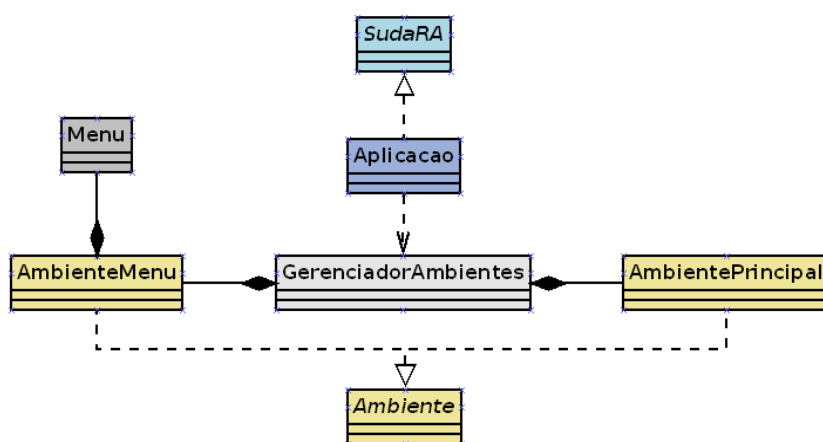 SudaRA
Menu
Aplicacao
AmbienteMenu
GerenciadorAmbientes
AmbientePrincipal
Ambiente